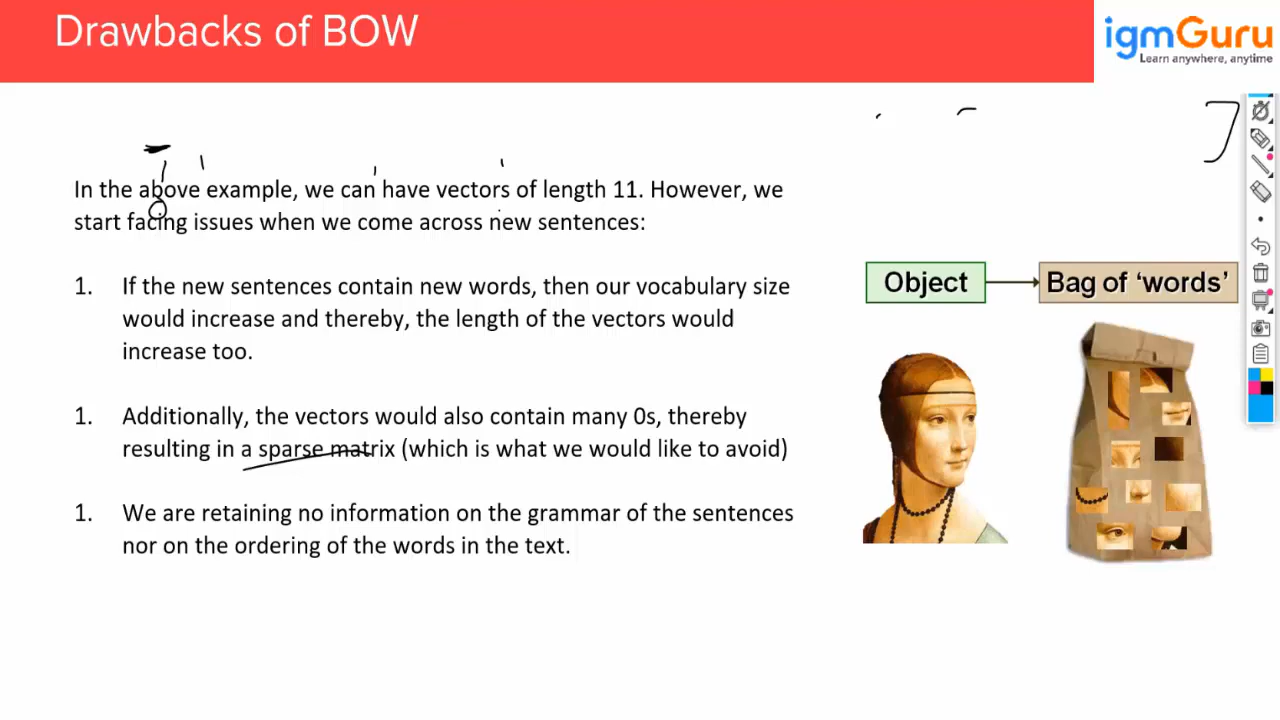 Drawbacks of BOW
igmGuru
Learn anywhere, anytime
In the above example, we can have vectors of length 11. However, we
start facing issues when we come across new sentences:
1. If the new sentences contain new words, then our vocabulary size
would increase and thereby, the length of the vectors would
increase too.
1. Additionally, the vectors would also contain many 0s, thereby
resulting in a sparse matrix (which is what we would like to avoid)
1. We are retaining no information on the grammar of the sentences
nor on the ordering of the words in the text.
Object
Bag of ‘words’